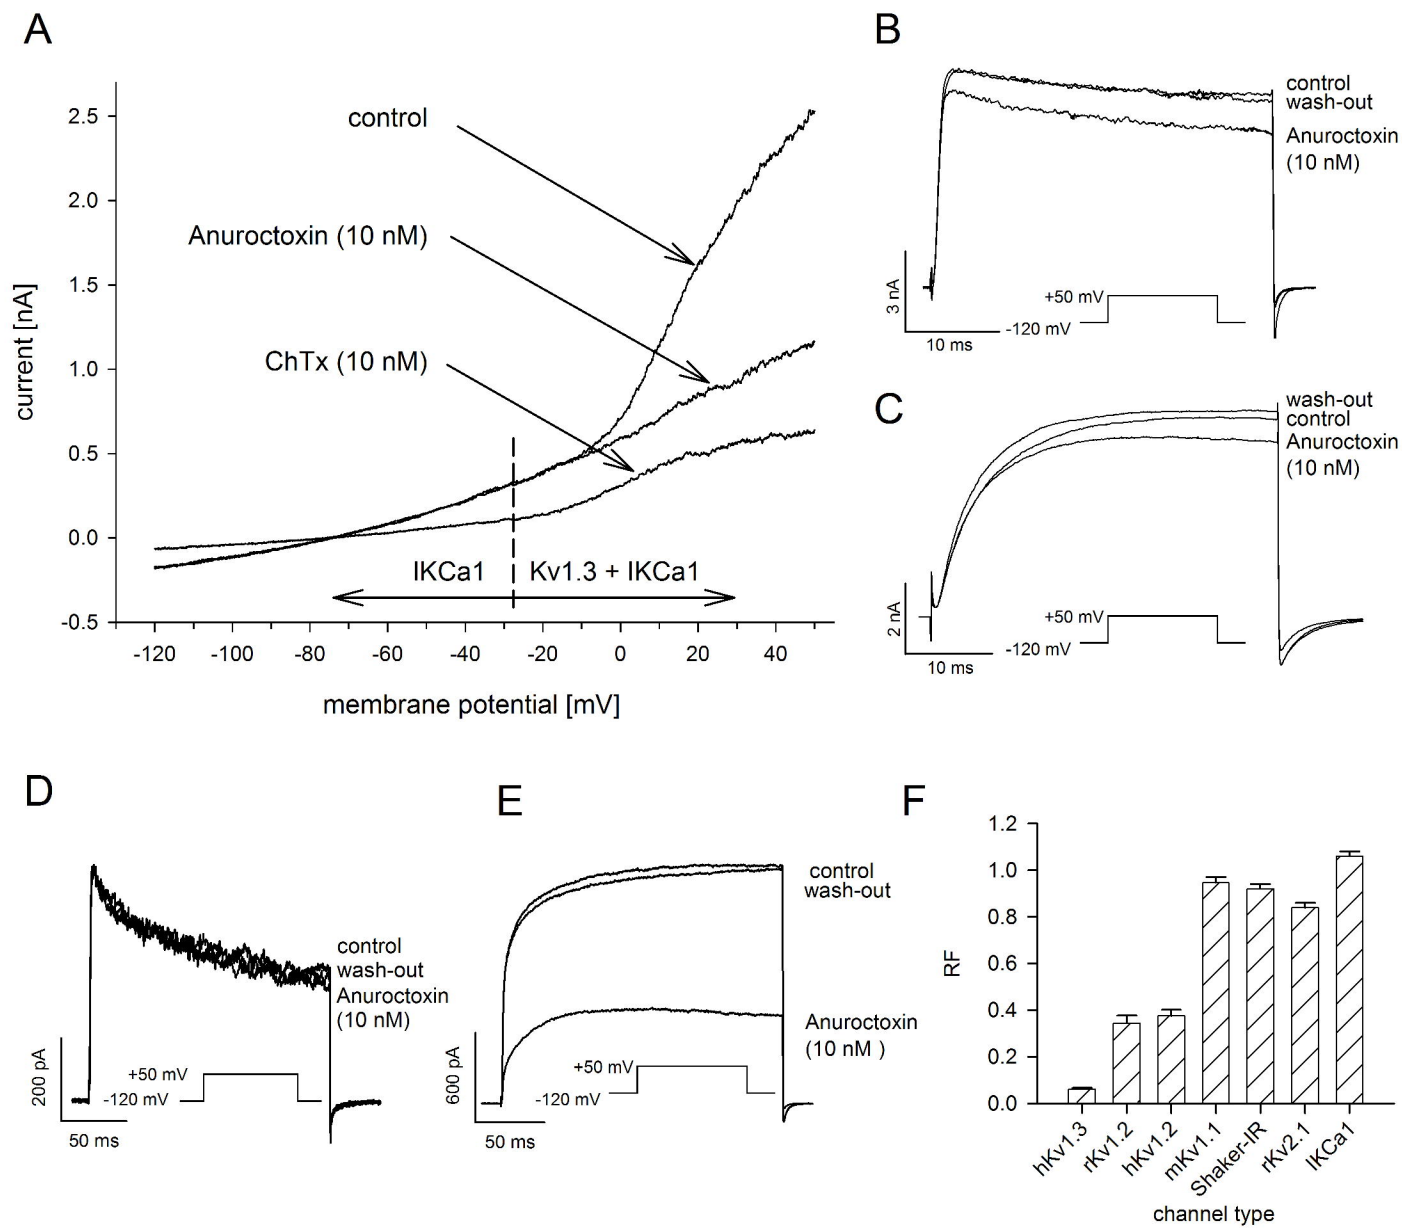 A
2.5
2.0
1.5
1.0
0.5
0.0
-0.5
current [nA]
control
Anuroctoxin (10 nM)
ChTx (10 nM)
IKCa1
Kv1.3 + IKCa1
-120 -100 -80 -60 -40 -20 0 20 40
membrane potential [mV]
B
control
wash-out
Anuroctoxin
(10 nM)
3 nA
10 ms
+50 mV
-120 mV
C
wash-out
control
Anuroctoxin
(10 nM)
2 nA
10 ms
+50 mV
-120 mV
D
control
wash-out
Anuroctoxin
(10 nM)
200 pA
50 ms
+50 mV
-120 mV
E
control
wash-out
Anuroctoxin
(10 nM )
600 pA
50 ms
+50 mV
-120 mV
F
1.2
1.0
0.8
0.6
0.4
0.2
0.0
RF
hKv1.3
rKv1.2
hKv1.2
mKv1.1
Shaker-IR
rKv2.1
IKCa1
channel type